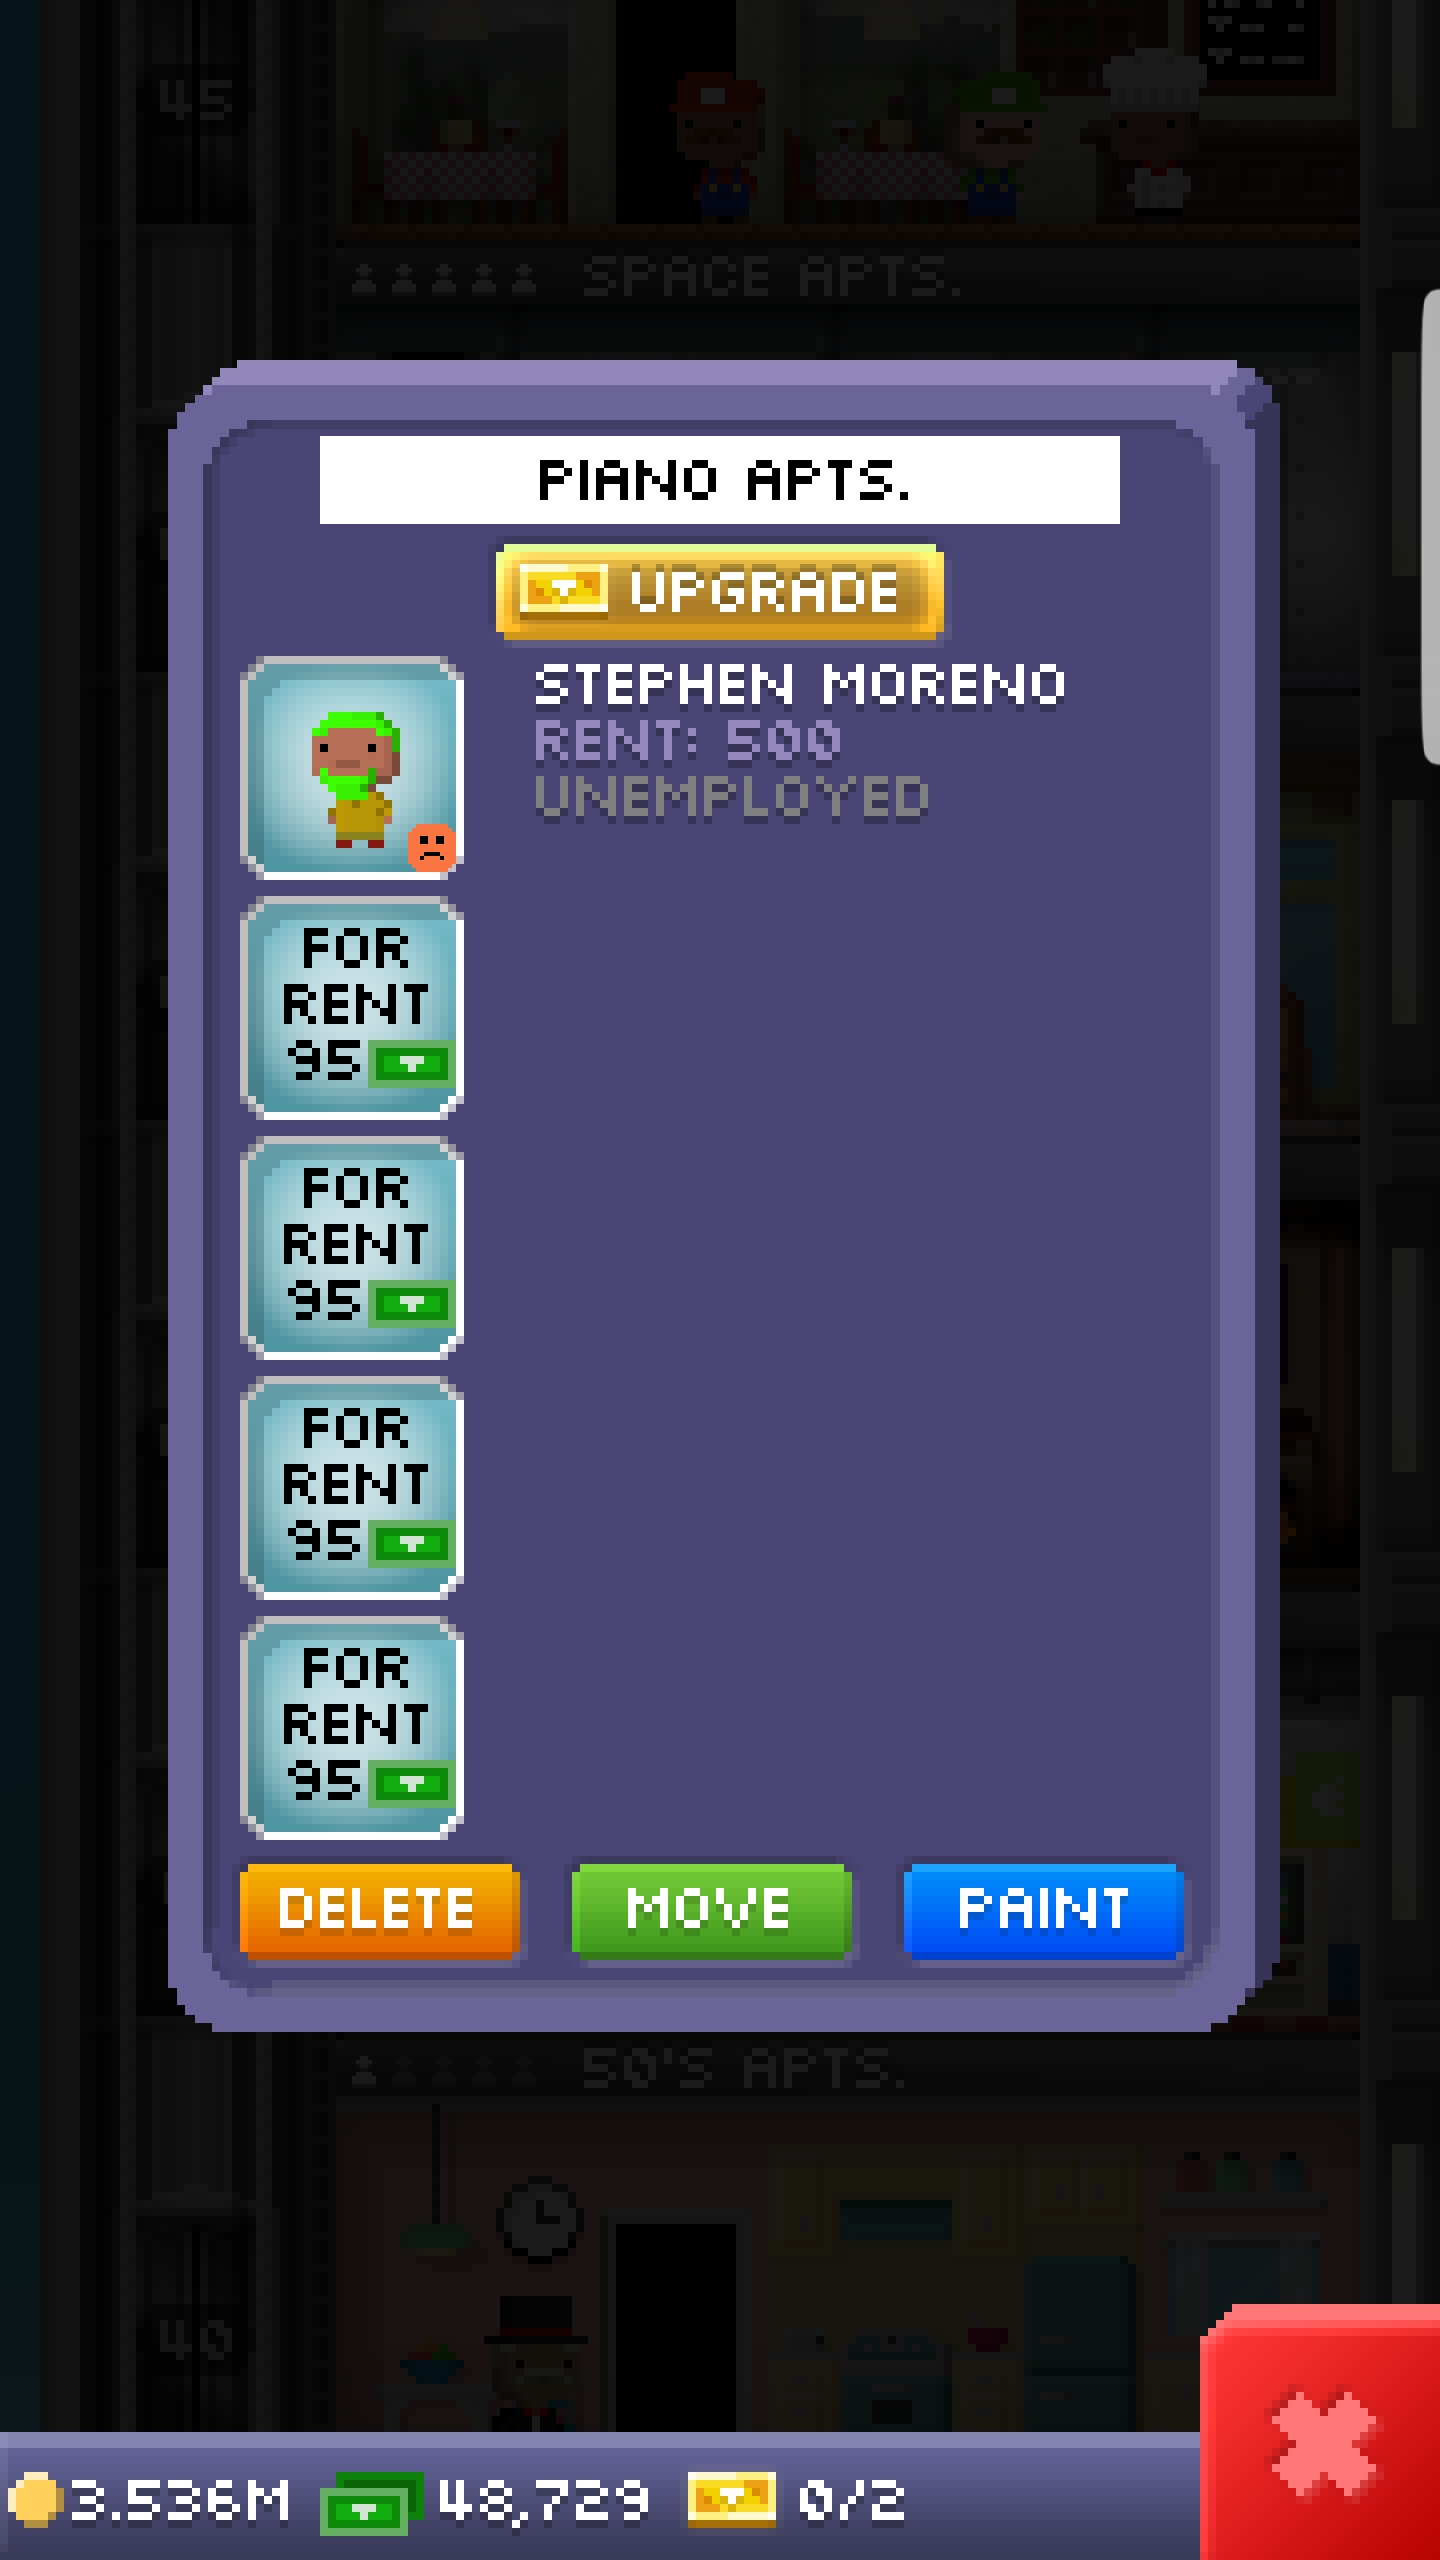 45
SPACE APTS.
PIANO APTS.
UPGRADE
STEPHEN MORENO
RENT: 500
UNEMPLOYED
FOR
RENT
95
FOR
RENT
95
FOR
RENT
95
FOR
RENT
95
DELETE
MOVE
PAINT
50'S APTS.
40
3.536M
48,729
0/2